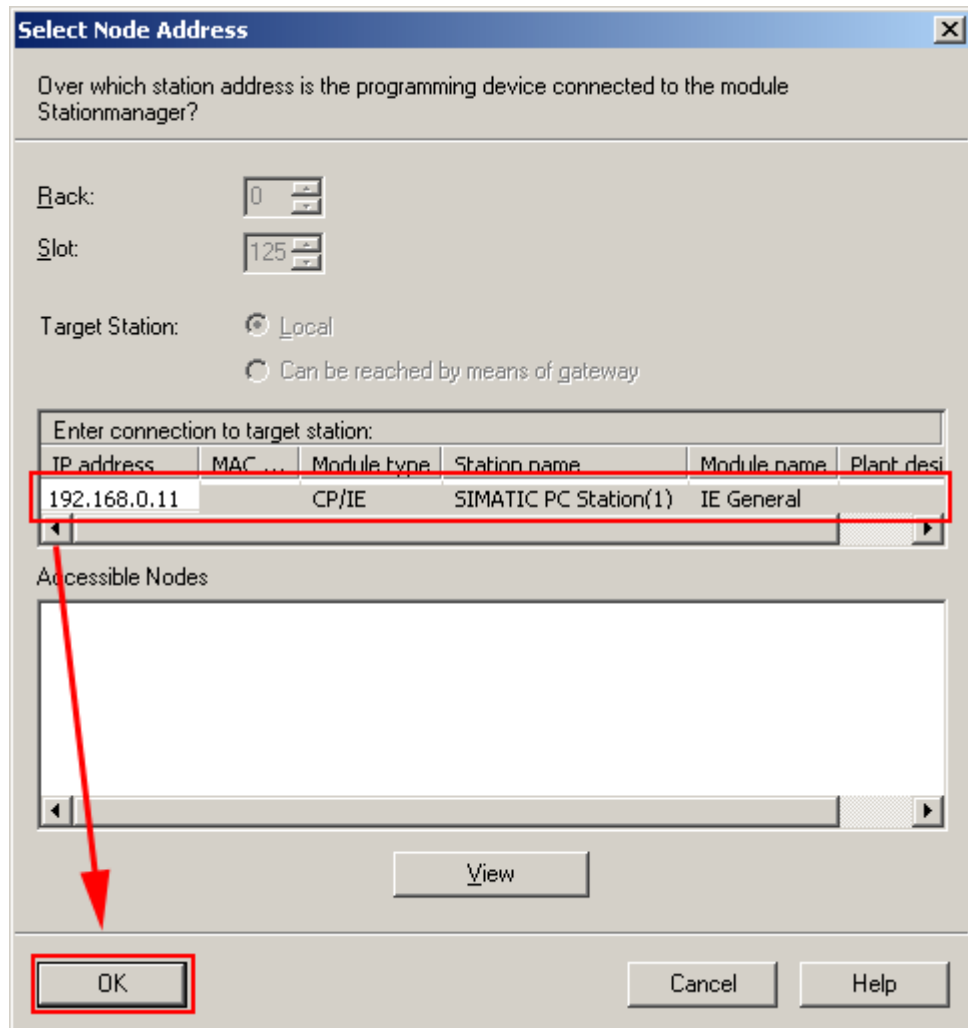 Select Node Address
Over which station address is the programming device connected to the module
Stationmanager?
Rack: 0
Slot: 125
Target Station: Local
Can be reached by means of gateway
Enter connection to target station:
IP address MAC ... Module type Station name Module name Plant desi
192.168.0.11 CP/IE SIMATIC PC Station(1) IE General
Accessible Nodes
View
OK Cancel Help